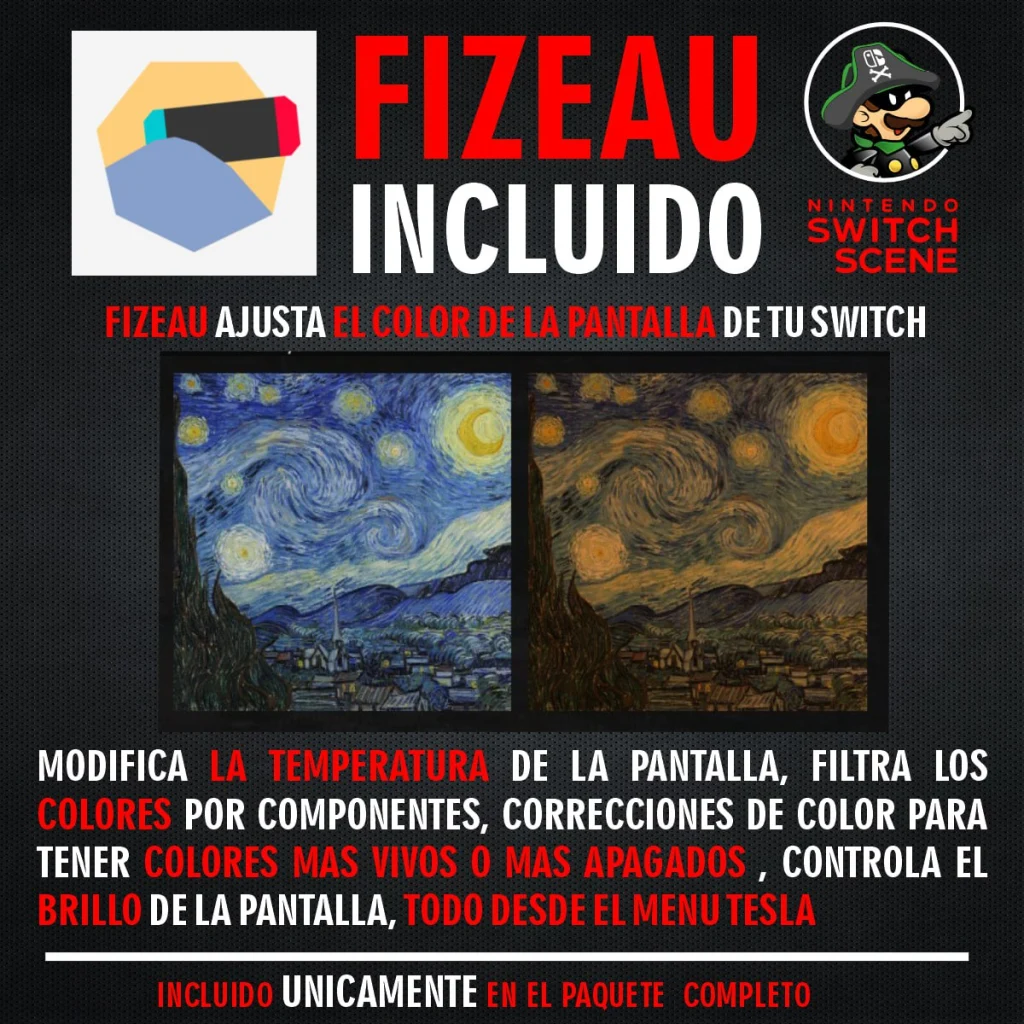 FIZEAU
INCLUIDO
NINTENDO
SWITCH
SCENE
FIZEAU AJUSTA EL COLOR DE LA PANTALLA DE TU SWITCH
MODIFICA LA TEMPERATURA DE LA PANTALLA, FILTRA LOS
COLORES POR COMPONENTES, CORRECCIONES DE COLOR PARA
TENER COLORES MAS VIVOS O MAS APAGADOS , CONTROLA EL
BRILLO DE LA PANTALLA, TODO DESDE EL MENU TESLA
INCLUIDO UNICAMENTE EN EL PAQUETE COMPLETO